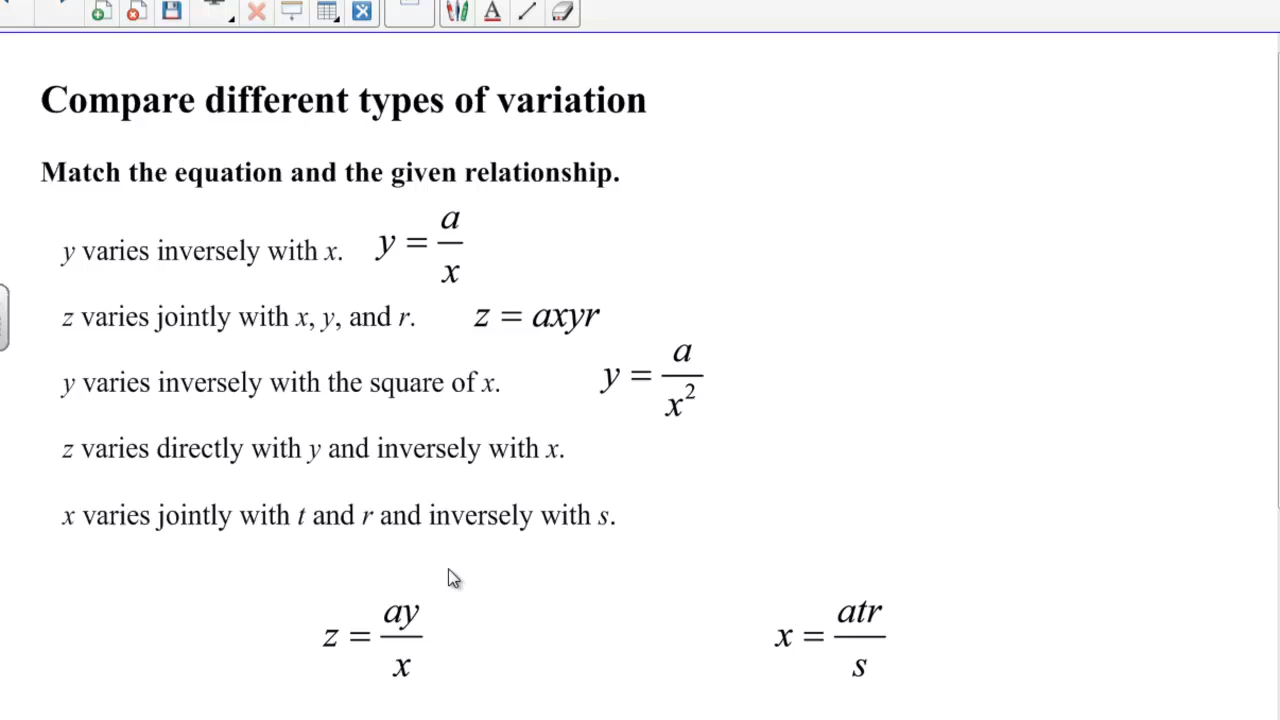 Compare different types of variation
Match the equation and the given relationship.
y varies inversely with x. y = a/x
z varies jointly with x, y, and r. z = axyr
y varies inversely with the square of x. y = a/x²
z varies directly with y and inversely with x.
x varies jointly with t and r and inversely with s.
z = ay/x x = atr/s